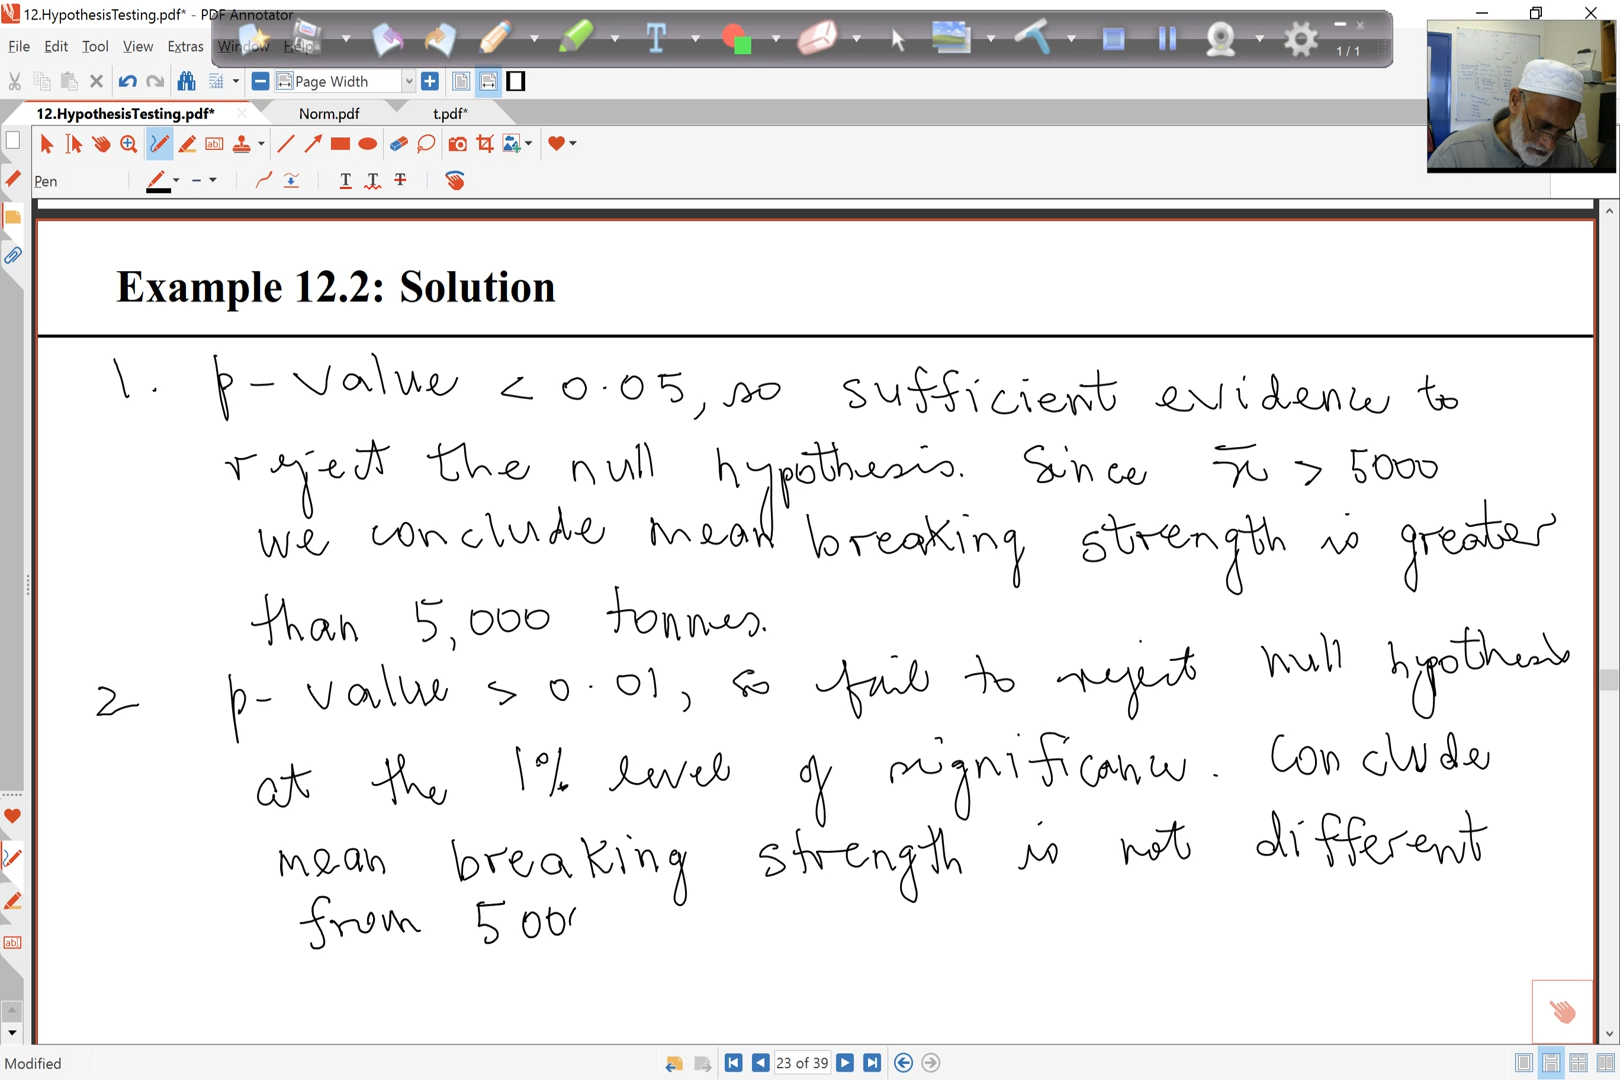 12.HypothesisTesting.pdf* - PDF Annotator
File Edit Tool View Extras Window Help
1 / 1
Page Width
12.HypothesisTesting.pdf* Norm.pdf t.pdf*
Pen
Example 12.2: Solution
1. p-value < 0.05, so sufficient evidence to
reject the null hypothesis. Since x̄ > 5000
we conclude mean breaking strength is greater
than 5,000 tonnes.
2 p-value > 0.01, so fail to reject null hypothesis
at the 1% level of significance. Conclude
mean breaking strength is not different
from 500
Modified
23 of 39